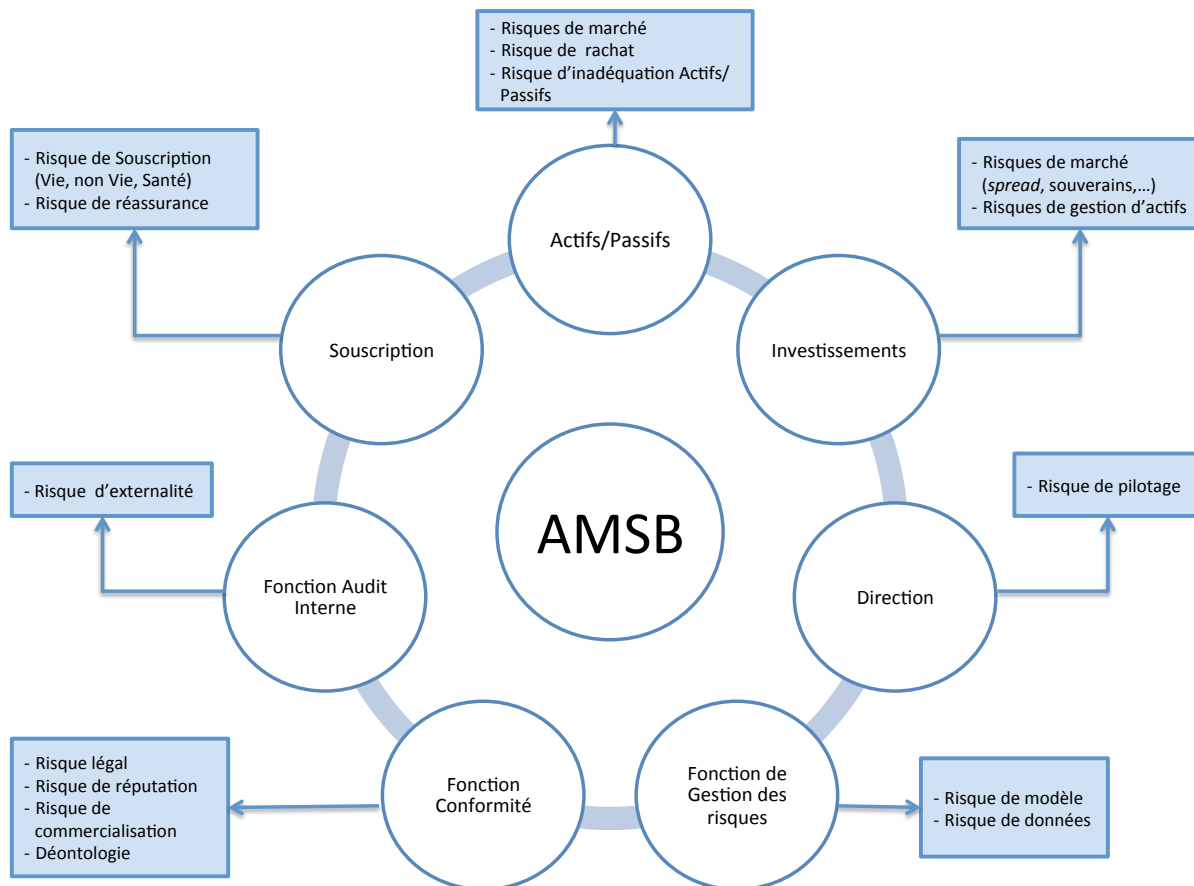 - Risques de marché
- Risque de  rachat
- Risque d'inadéquation Actifs/
Passifs
- Risque de Souscription
(Vie, non Vie, Santé)
- Risque de réassurance
- Risques de marché
(spread, souverains,…)
- Risques de gestion d'actifs
Actifs/Passifs
Souscription
Investissements
- Risque  d'externalité
- Risque de pilotage
AMSB
Fonction Audit
Interne
Direction
- Risque légal
- Risque de réputation
- Risque de
commercialisation
- Déontologie
Fonction
Conformité
Fonction de
Gestion des
risques
- Risque de modèle
- Risque de données